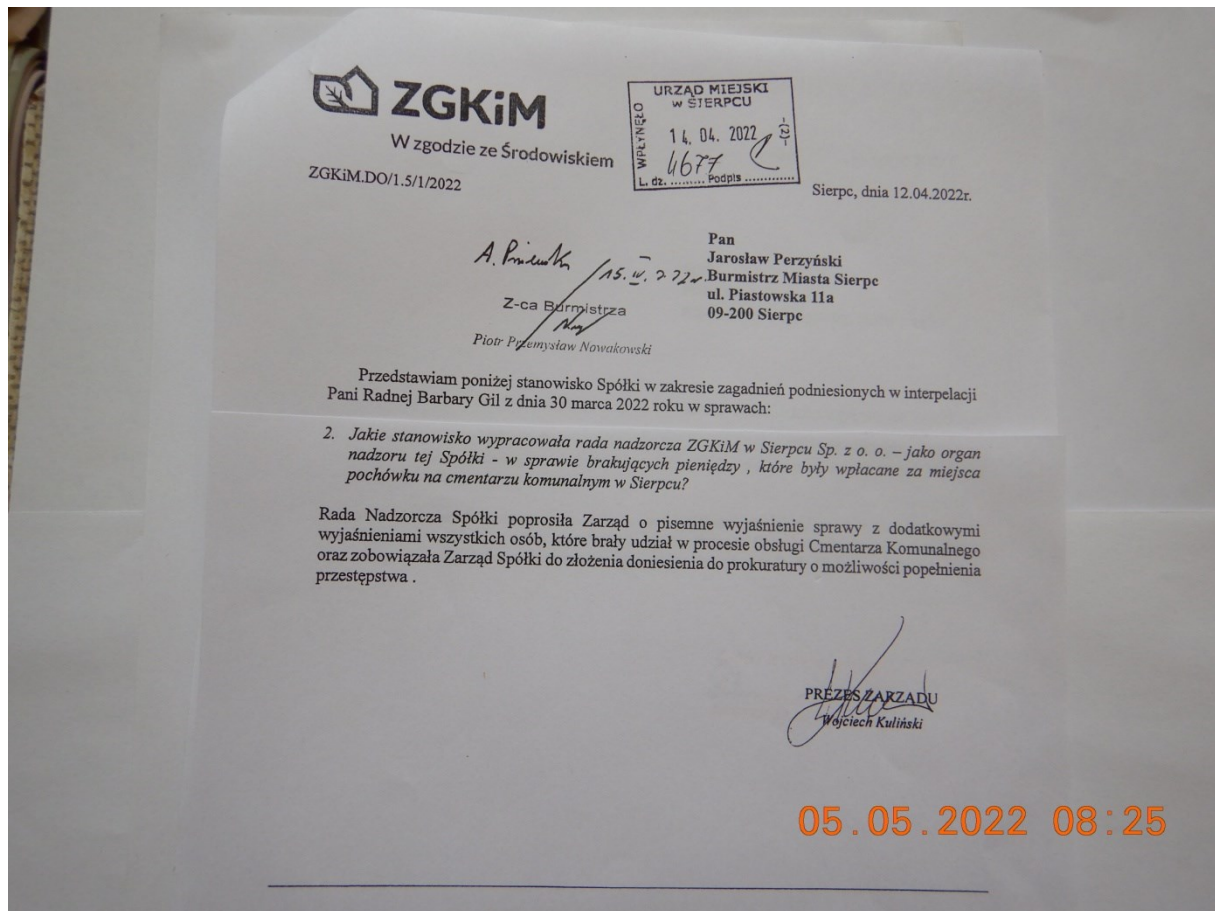 ZGKiM
W zgodzie ze Środowiskiem
ZGKiM.DO/1.5/1/2022
URZĄD MIEJSKI
w SIERPCU
WPŁYNĘŁO
14. 04. 2022
-(2)-
4677
L. dz. ......... Podpis .............
Sierpc, dnia 12.04.2022r.
Pan
Jarosław Perzyński
Burmistrz Miasta Sierpc
ul. Piastowska 11a
09-200 Sierpc
A.
15. IV. 22r.
Z-ca Burmistrza
Piotr Przemysław Nowakowski
Przedstawiam poniżej stanowisko Spółki w zakresie zagadnień podniesionych w interpelacji
Pani Radnej Barbary Gil z dnia 30 marca 2022 roku w sprawach:
2. Jakie stanowisko wypracowała rada nadzorcza ZGKiM w Sierpcu Sp. z o. o. – jako organ
nadzoru tej Spółki - w sprawie brakujących pieniędzy , które były wpłacane za miejsca
pochówku na cmentarzu komunalnym w Sierpcu?
Rada Nadzorcza Spółki poprosiła Zarząd o pisemne wyjaśnienie sprawy z dodatkowymi
wyjaśnieniami wszystkich osób, które brały udział w procesie obsługi Cmentarza Komunalnego
oraz zobowiązała Zarząd Spółki do złożenia doniesienia do prokuratury o możliwości popełnienia
przestępstwa .
PREZES ZARZĄDU
Wojciech Kuliński
05.05.2022 08:25